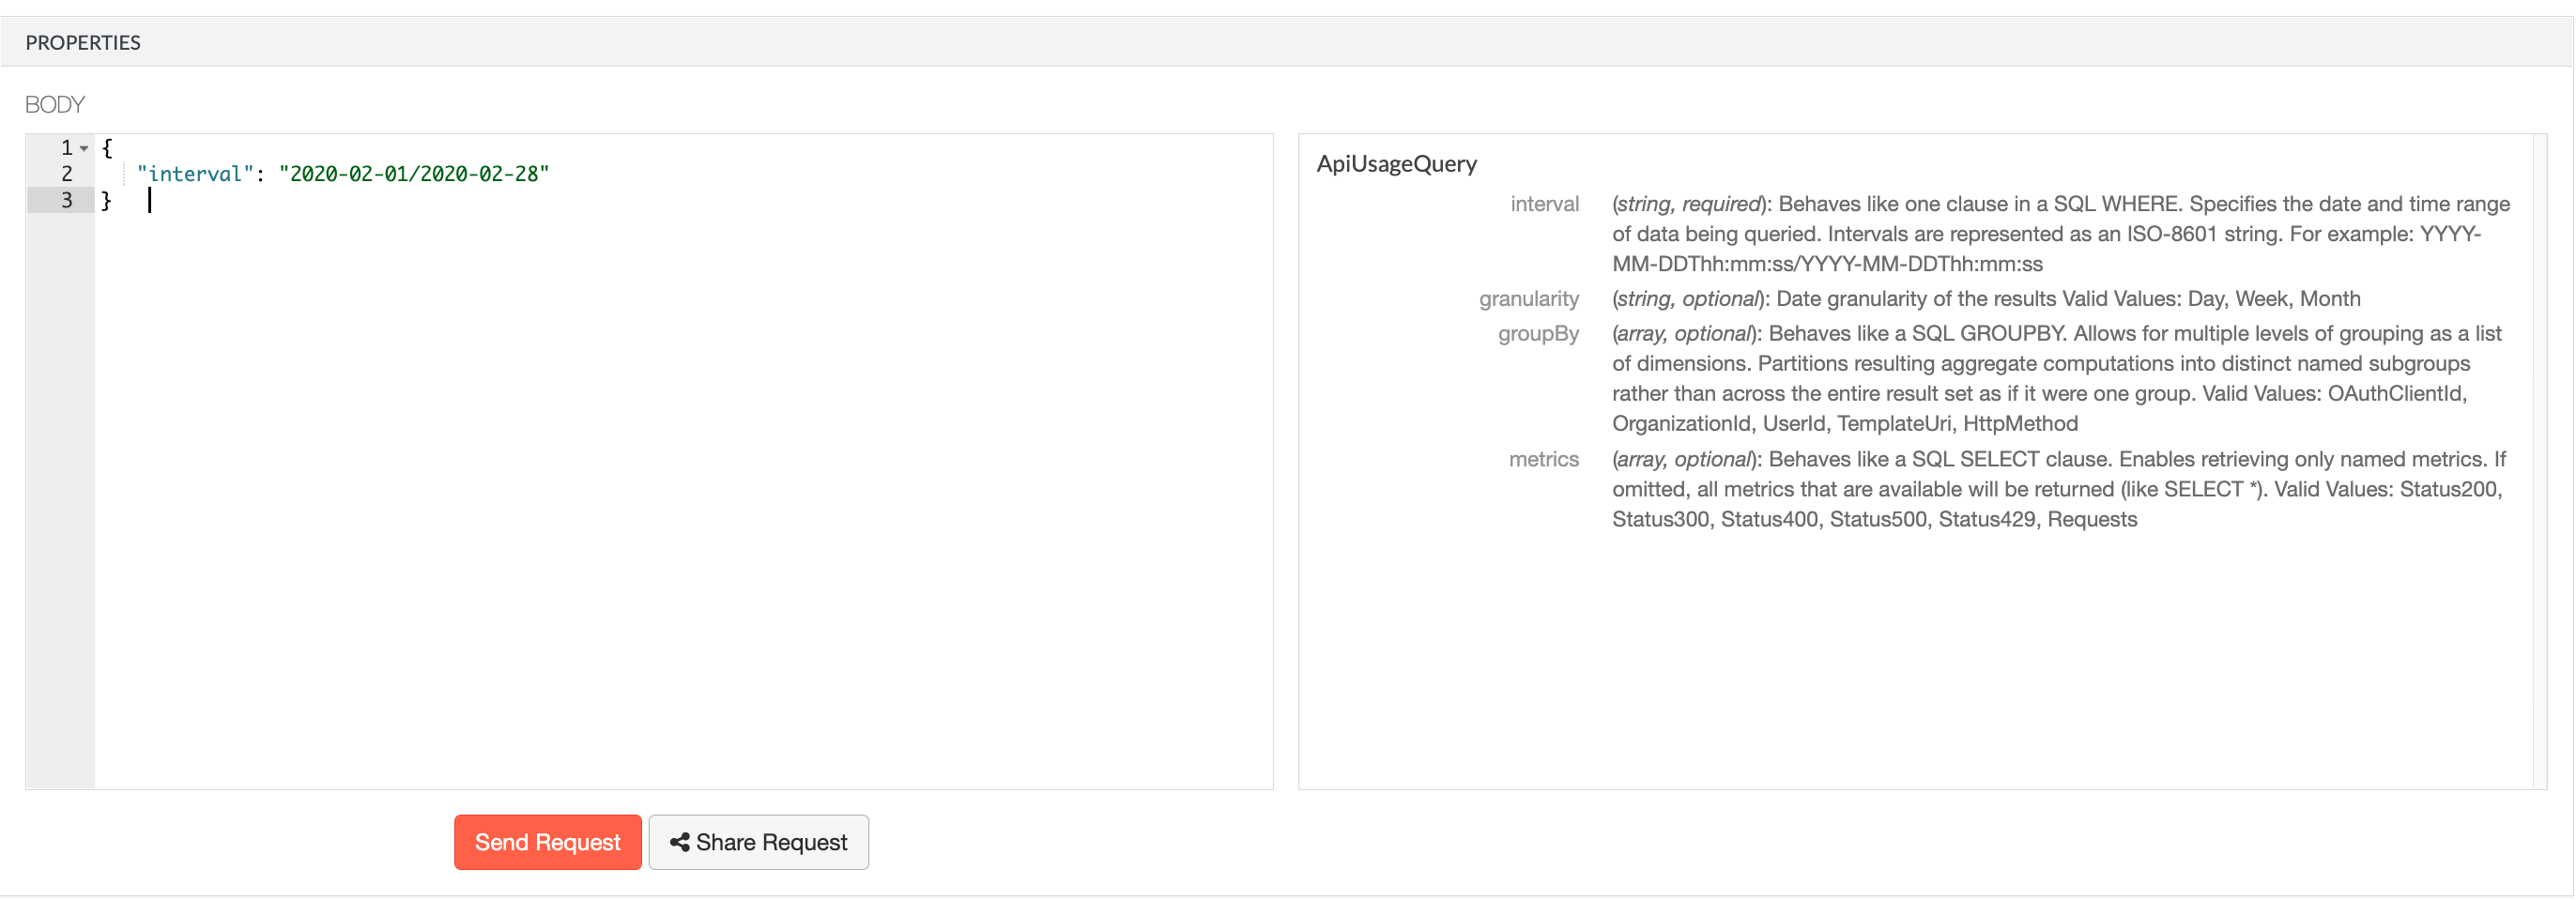 PROPERTIES
BODY
1 {
2 "interval": "2020-02-01/2020-02-28"
3 }
ApiUsageQuery
interval (string, required): Behaves like one clause in a SQL WHERE. Specifies the date and time range
of data being queried. Intervals are represented as an ISO-8601 string. For example: YYYY-
MM-DDThh:mm:ss/YYYY-MM-DDThh:mm:ss
granularity (string, optional): Date granularity of the results Valid Values: Day, Week, Month
groupBy (array, optional): Behaves like a SQL GROUPBY. Allows for multiple levels of grouping as a list
of dimensions. Partitions resulting aggregate computations into distinct named subgroups
rather than across the entire result set as if it were one group. Valid Values: OAuthClientId,
OrganizationId, UserId, TemplateUri, HttpMethod
metrics (array, optional): Behaves like a SQL SELECT clause. Enables retrieving only named metrics. If
omitted, all metrics that are available will be returned (like SELECT *). Valid Values: Status200,
Status300, Status400, Status500, Status429, Requests
Send Request
Share Request